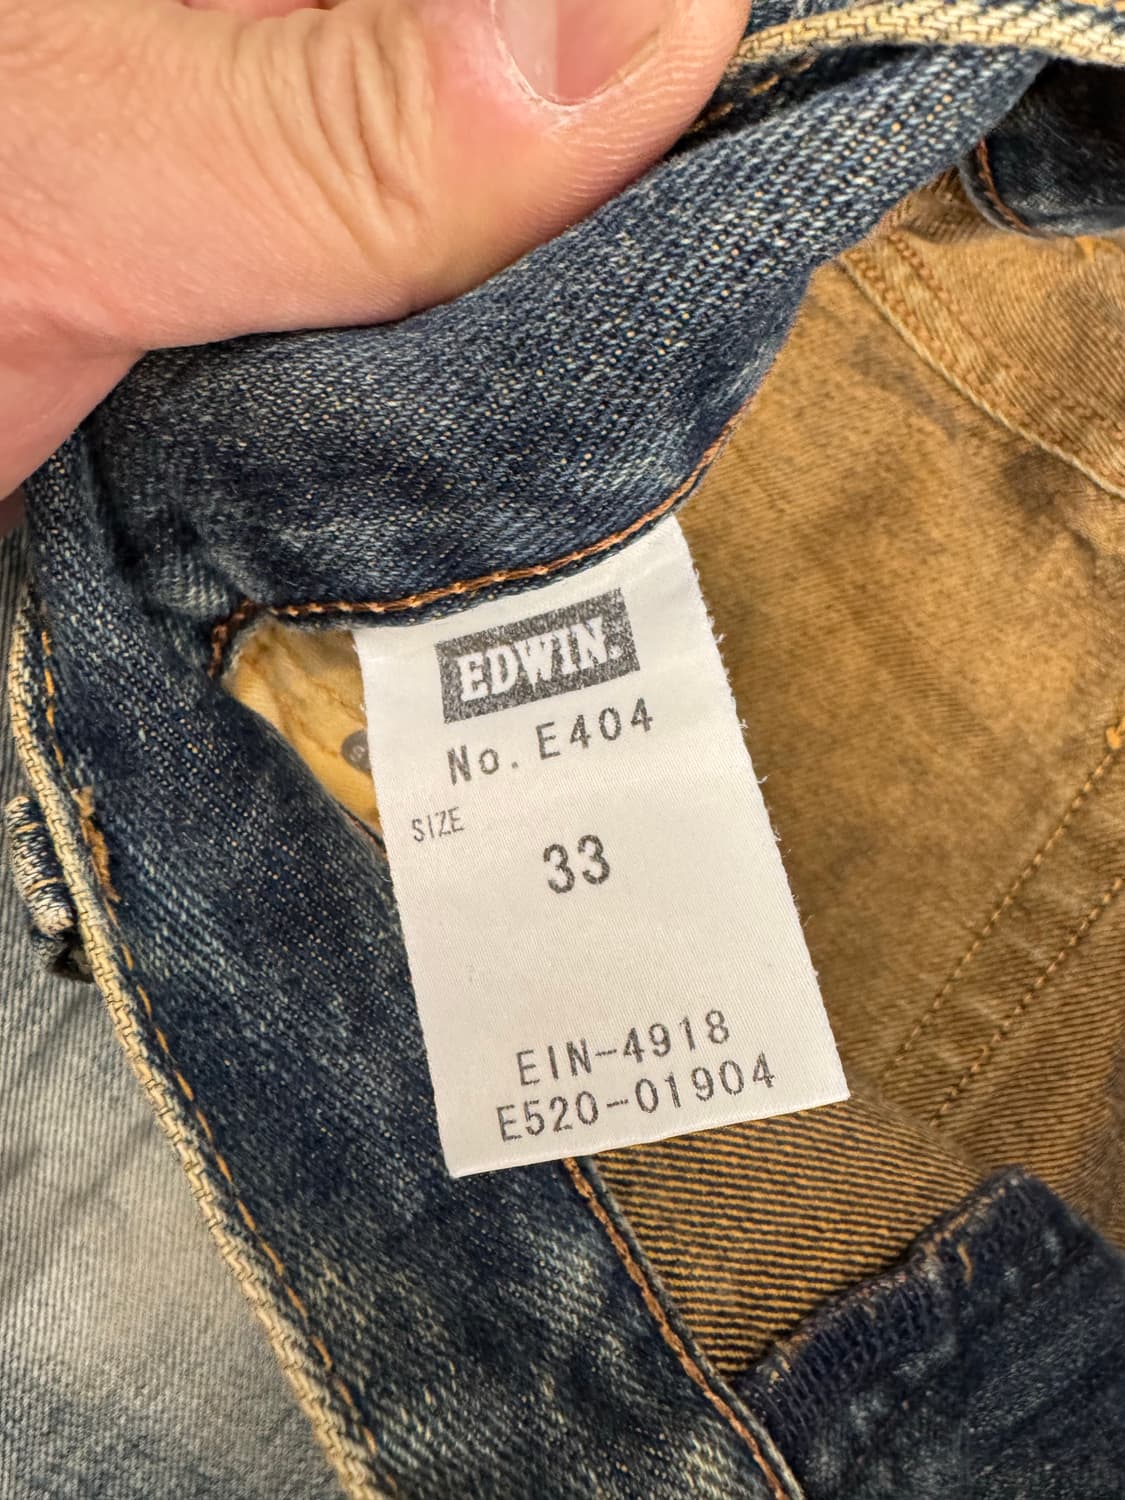 EDWIN.
No. E404
SIZE
33
EIN-4918
E520-01904